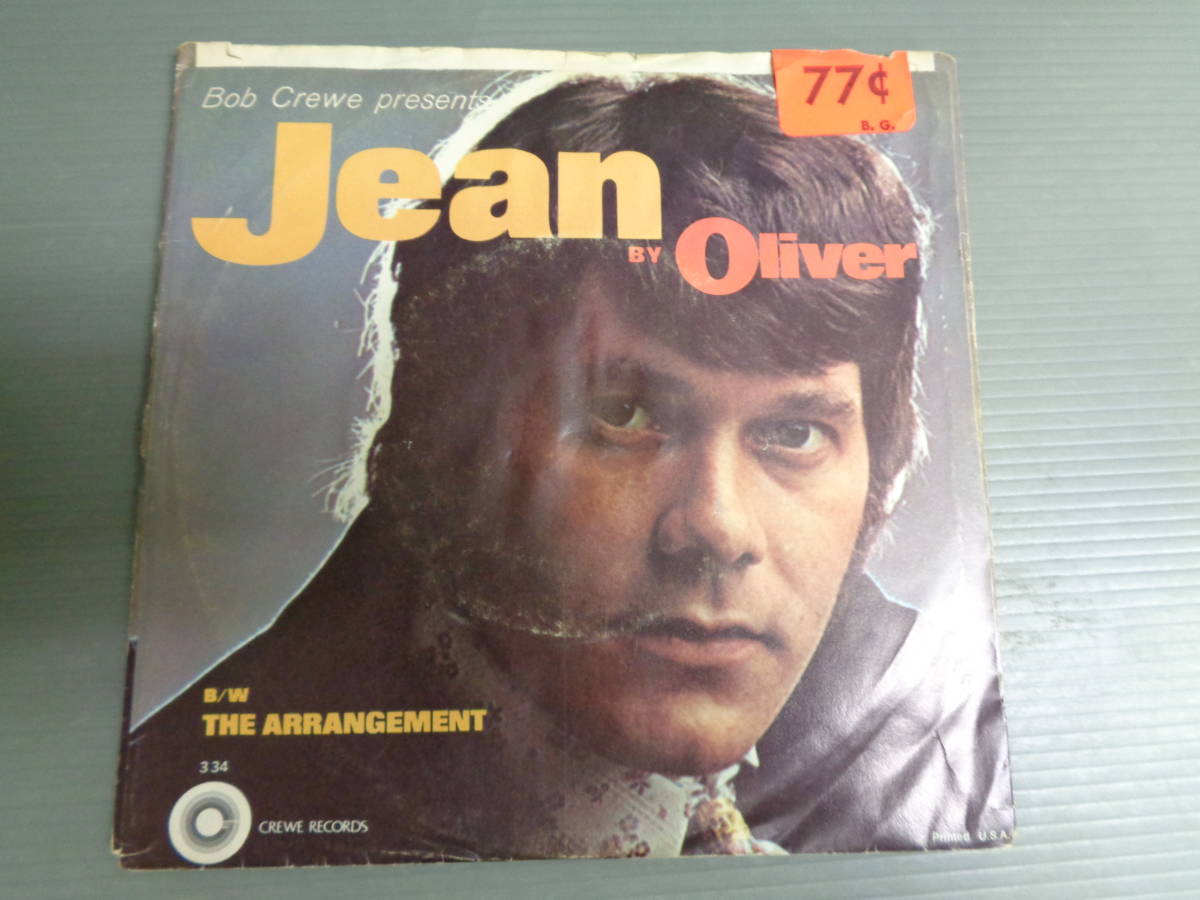 77¢
B. G.
Bob Crewe presents
Jean
BY Oliver
B/W
THE ARRANGEMENT
334
CREWE RECORDS
Printed U.S.A.